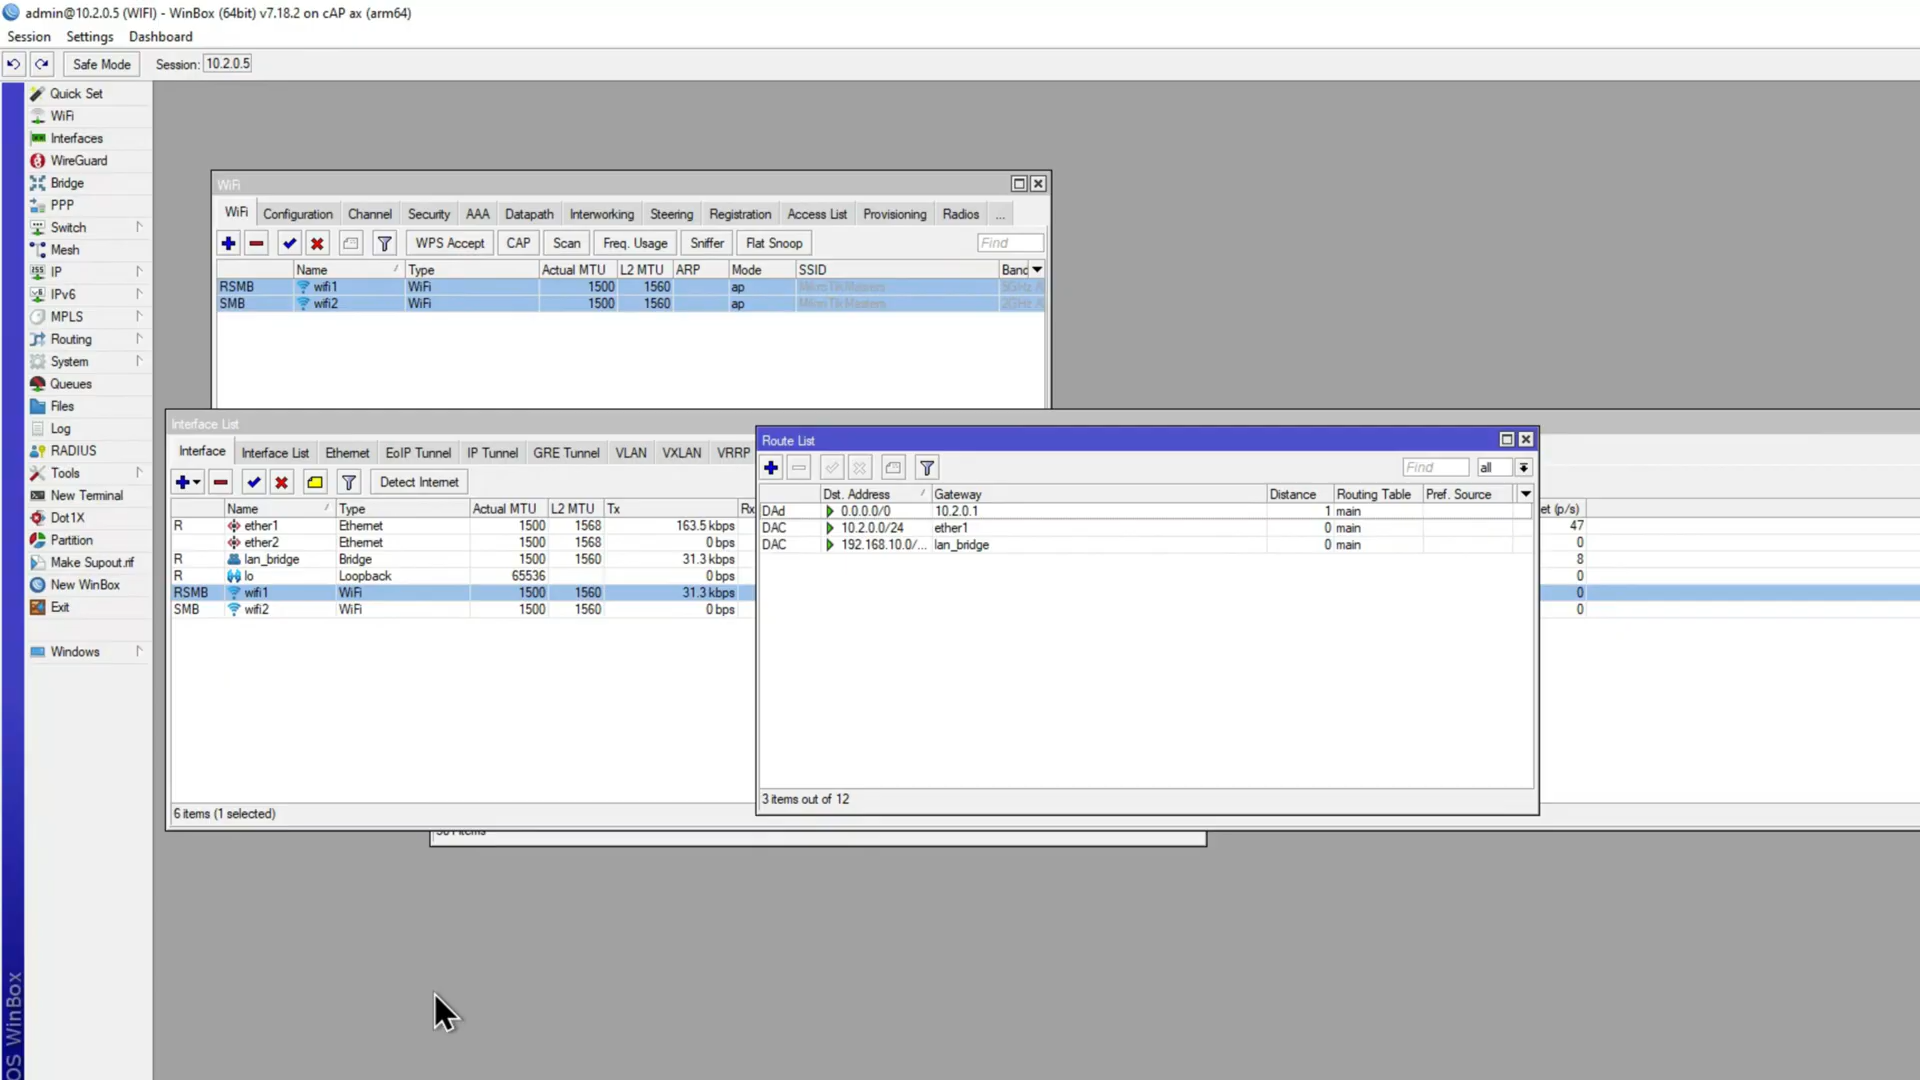 admin@10.2.0.5 (WIFI) - WinBox (64bit) v7.18.2 on cAP ax (arm64)
Session Settings Dashboard
Safe Mode Session: 10.2.0.5
Quick Set
WiFi
Interfaces
WireGuard
Bridge
PPP
Switch
Mesh
IP
IPv6
MPLS
Routing
System
Queues
Files
Log
RADIUS
Tools
New Terminal
Dot1X
Partition
Make Supout.rif
New WinBox
Exit
Windows
OS WinBox
WiFi
WiFi Configuration Channel Security AAA Datapath Interworking Steering Registration Access List Provisioning Radios ...
WPS Accept CAP Scan Freq. Usage Sniffer Flat Snoop Find
Name Type Actual MTU L2 MTU ARP Mode SSID Band
RSMB wifi1 WiFi 1500 1560 ap
SMB wifi2 WiFi 1500 1560 ap
Interface List
Interface Interface List Ethernet EoIP Tunnel IP Tunnel GRE Tunnel VLAN VXLAN VRRP
Detect Internet
Name Type Actual MTU L2 MTU Tx Rx et (p/s)
R ether1 Ethernet 1500 1568 163.5 kbps 47
ether2 Ethernet 1500 1568 0 bps 0
R lan_bridge Bridge 1500 1560 31.3 kbps 8
R lo Loopback 65536 0 bps 0
RSMB wifi1 WiFi 1500 1560 31.3 kbps 0
SMB wifi2 WiFi 1500 1560 0 bps 0
6 items (1 selected)
Route List
Find all
Dst. Address Gateway Distance Routing Table Pref. Source
DAd 0.0.0.0/0 10.2.0.1 1 main
DAC 10.2.0.0/24 ether1 0 main
DAC 192.168.10.0/... lan_bridge 0 main
3 items out of 12